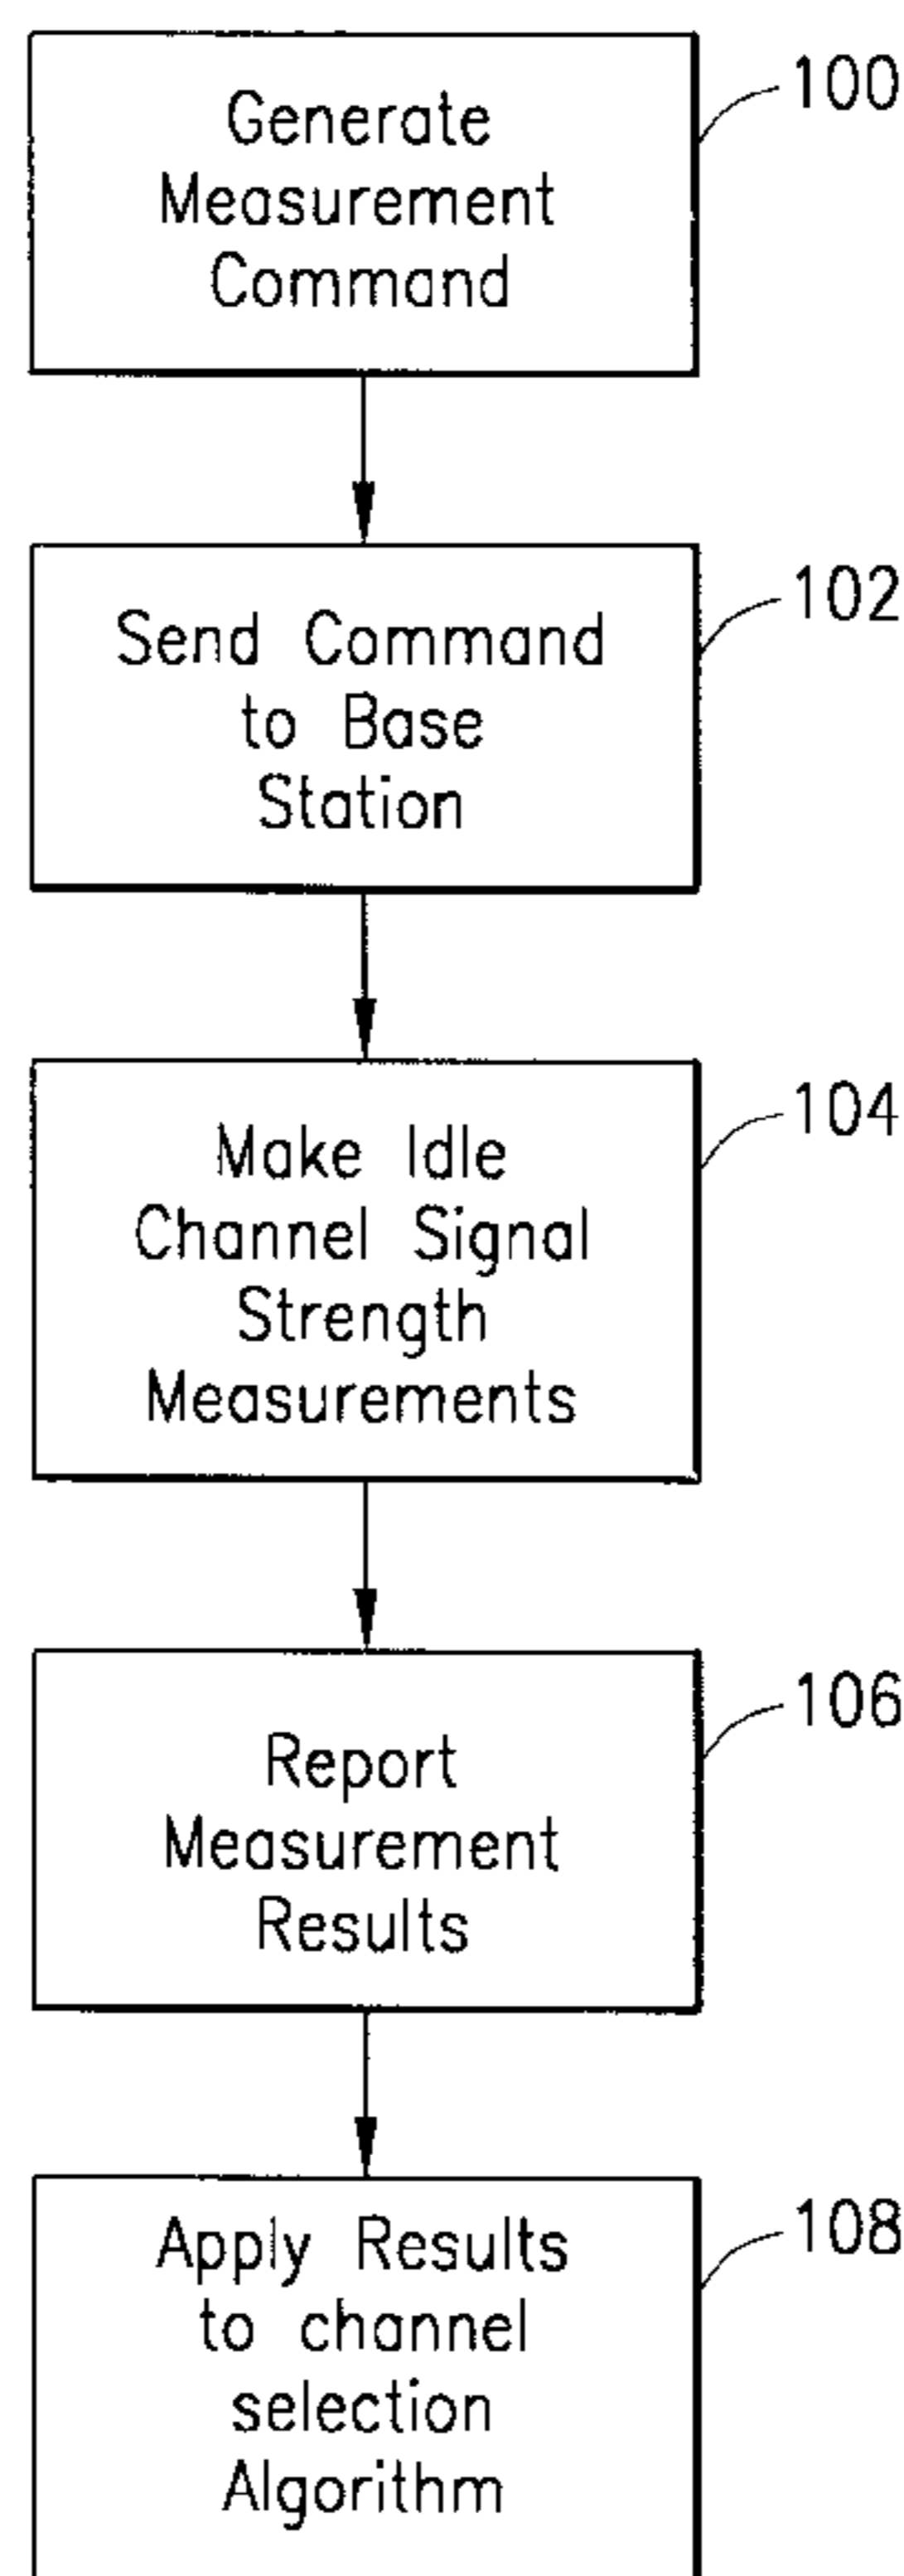 Generate
Measurement
Command
100
Send Command
to Base
Station
102
Make Idle
Channel Signal
Strength
Measurements
104
Report
Measurement
Results
106
Apply Results
to channel
selection
Algorithm
108